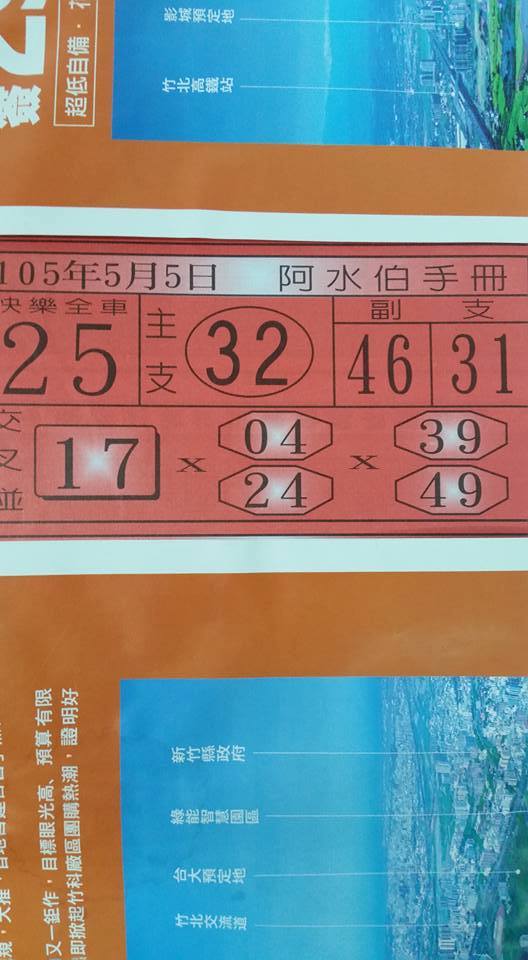 超低自備·
影城預定地
竹北高鐵站
105年5月5日 阿水伯手冊
快樂全車 25
主支 32
副支 46 31
交叉並 17 x 04 24 x 39 49
新竹縣政府
綠能智慧園區
台大預定地
竹北交流道
又一鉅作，目標眼光高、預算有限
即掀起竹科廠區團購熱潮，證明好